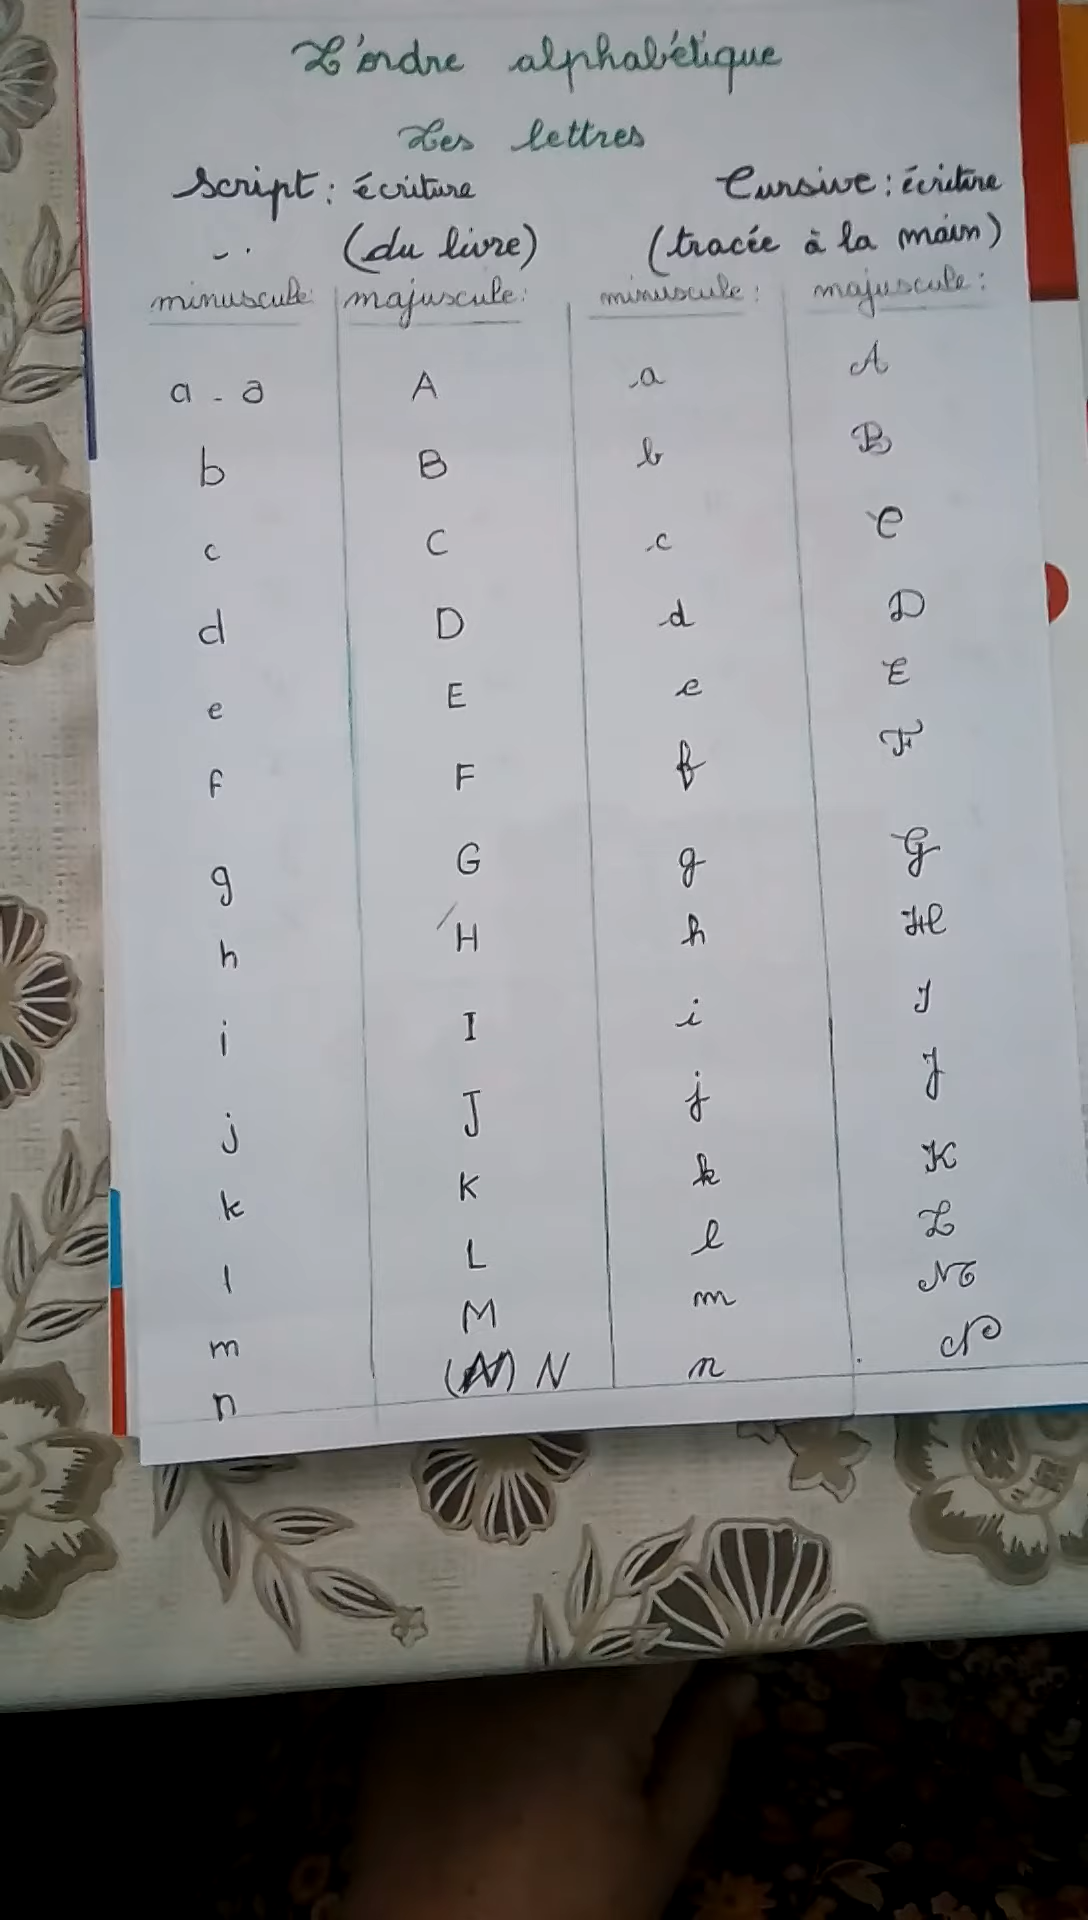 L'ordre alphabétique
Les lettres
Script : écriture Cursive : écriture
(du livre) (tracée à la main)
minuscule: majuscule: minuscule: majuscule:
a - a A a A
b B b B
c C c C
d D d D
e E e E
f F f F
g G g G
h H h H
i I i I
j J j J
k K k K
l L l L
m M m M
n (N) N n N